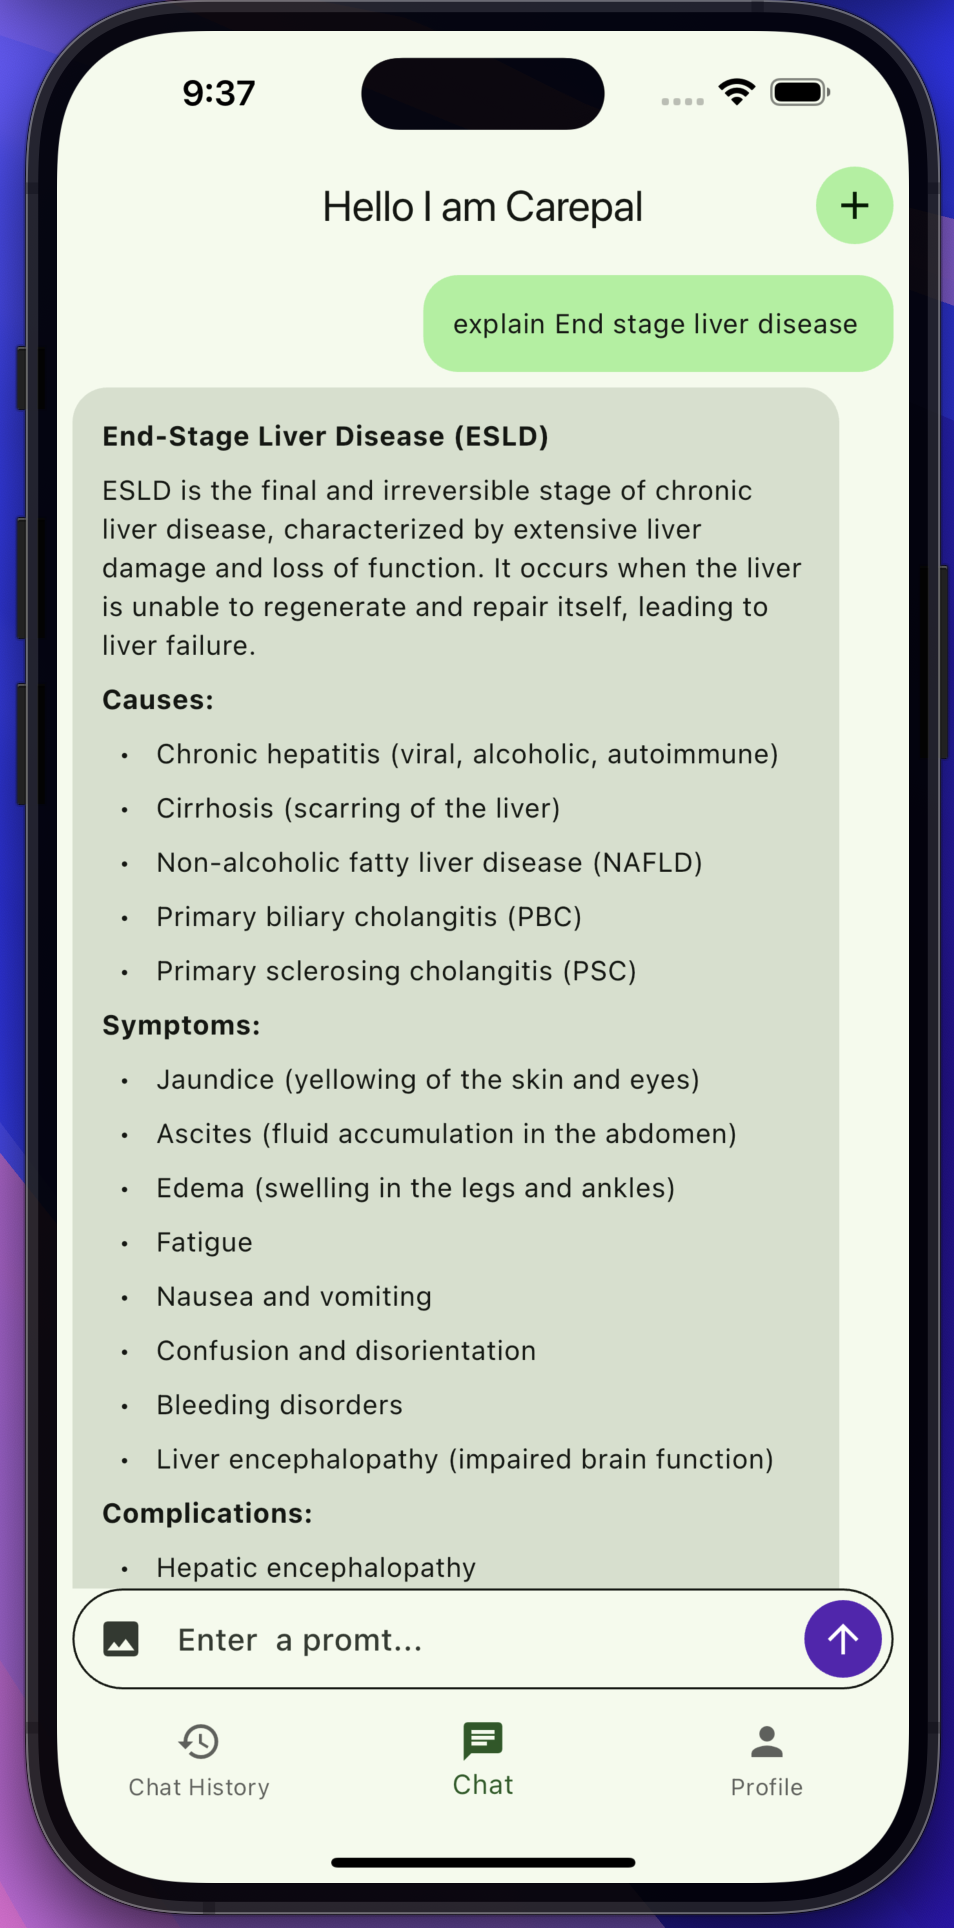 9:37
Hello I am Carepal
explain End stage liver disease
End-Stage Liver Disease (ESLD)
ESLD is the final and irreversible stage of chronic
liver disease, characterized by extensive liver
damage and loss of function. It occurs when the liver
is unable to regenerate and repair itself, leading to
liver failure.
Causes:
• Chronic hepatitis (viral, alcoholic, autoimmune)
• Cirrhosis (scarring of the liver)
• Non-alcoholic fatty liver disease (NAFLD)
• Primary biliary cholangitis (PBC)
• Primary sclerosing cholangitis (PSC)
Symptoms:
• Jaundice (yellowing of the skin and eyes)
• Ascites (fluid accumulation in the abdomen)
• Edema (swelling in the legs and ankles)
• Fatigue
• Nausea and vomiting
• Confusion and disorientation
• Bleeding disorders
• Liver encephalopathy (impaired brain function)
Complications:
• Hepatic encephalopathy
Enter  a promt...
Chat History
Chat
Profile